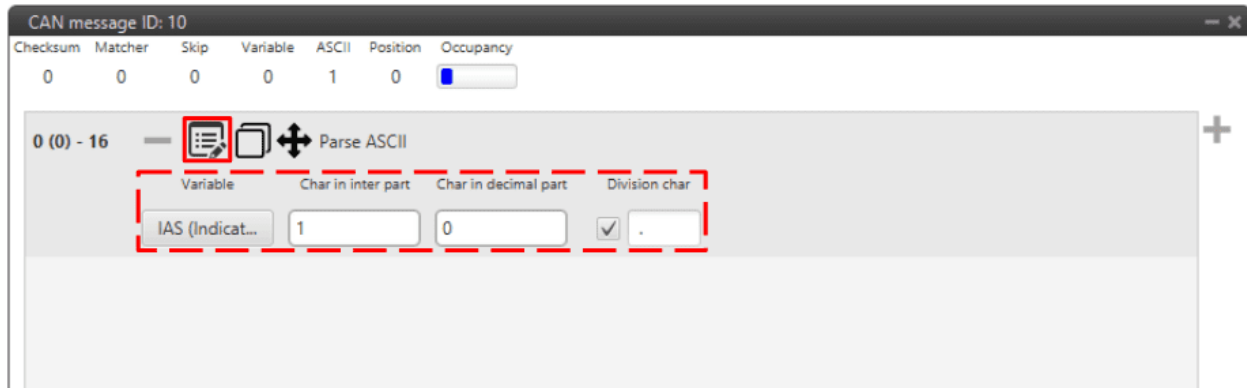 CAN message ID: 10
Checksum Matcher Skip Variable ASCII Position Occupancy
0 0 0 0 1 0
0 (0) - 16 Parse ASCII
Variable Char in inter part Char in decimal part Division char
IAS (Indicat... 1 0 .